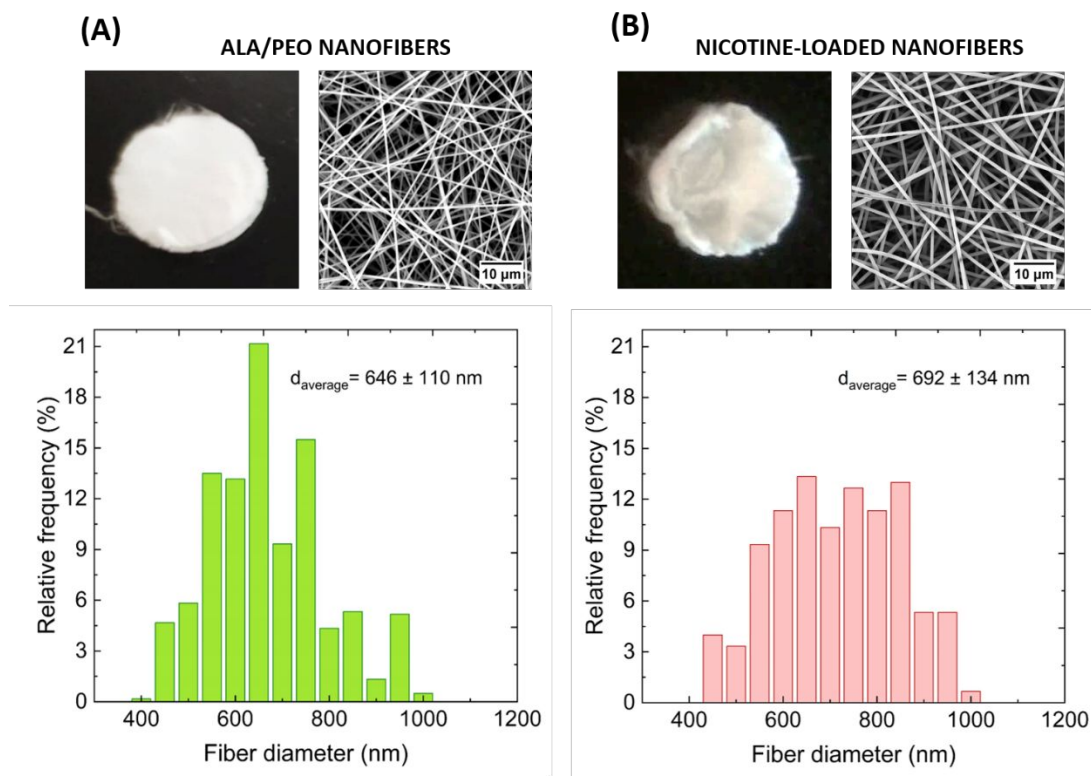 (A)
ALA/PEO NANOFIBERS
10 µm
(B)
NICOTINE-LOADED NANOFIBERS
10 µm
21
18
15
12
9
6
3
0
Relative frequency (%)
d_average= 646 ± 110 nm
400 600 800 1000 1200
Fiber diameter (nm)
21
18
15
12
9
6
3
0
Relative frequency (%)
d_average= 692 ± 134 nm
400 600 800 1000 1200
Fiber diameter (nm)